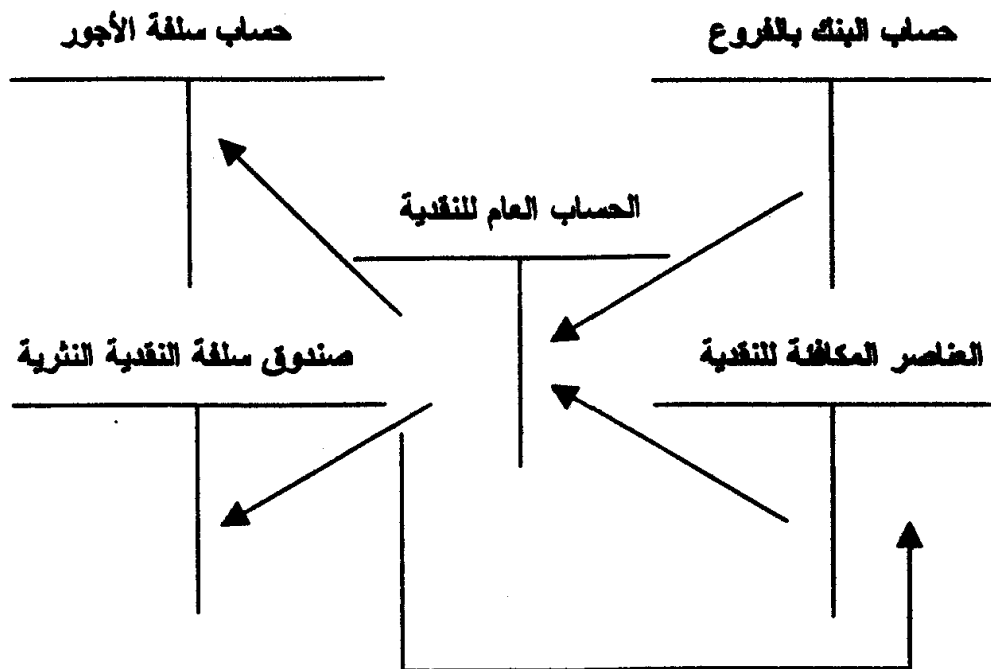 حساب البنك بالفروع
حساب سلفة الأجور
الحساب العام للنقدية
العناصر المكافئة للنقدية
صندوق سلفة النقدية النثرية